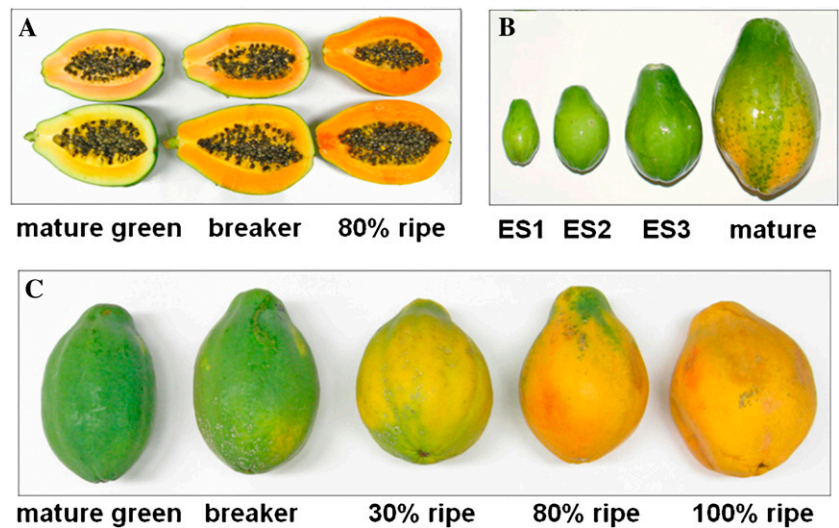 A
mature green breaker 80% ripe
B
ES1 ES2 ES3 mature
C
mature green breaker 30% ripe 80% ripe 100% ripe